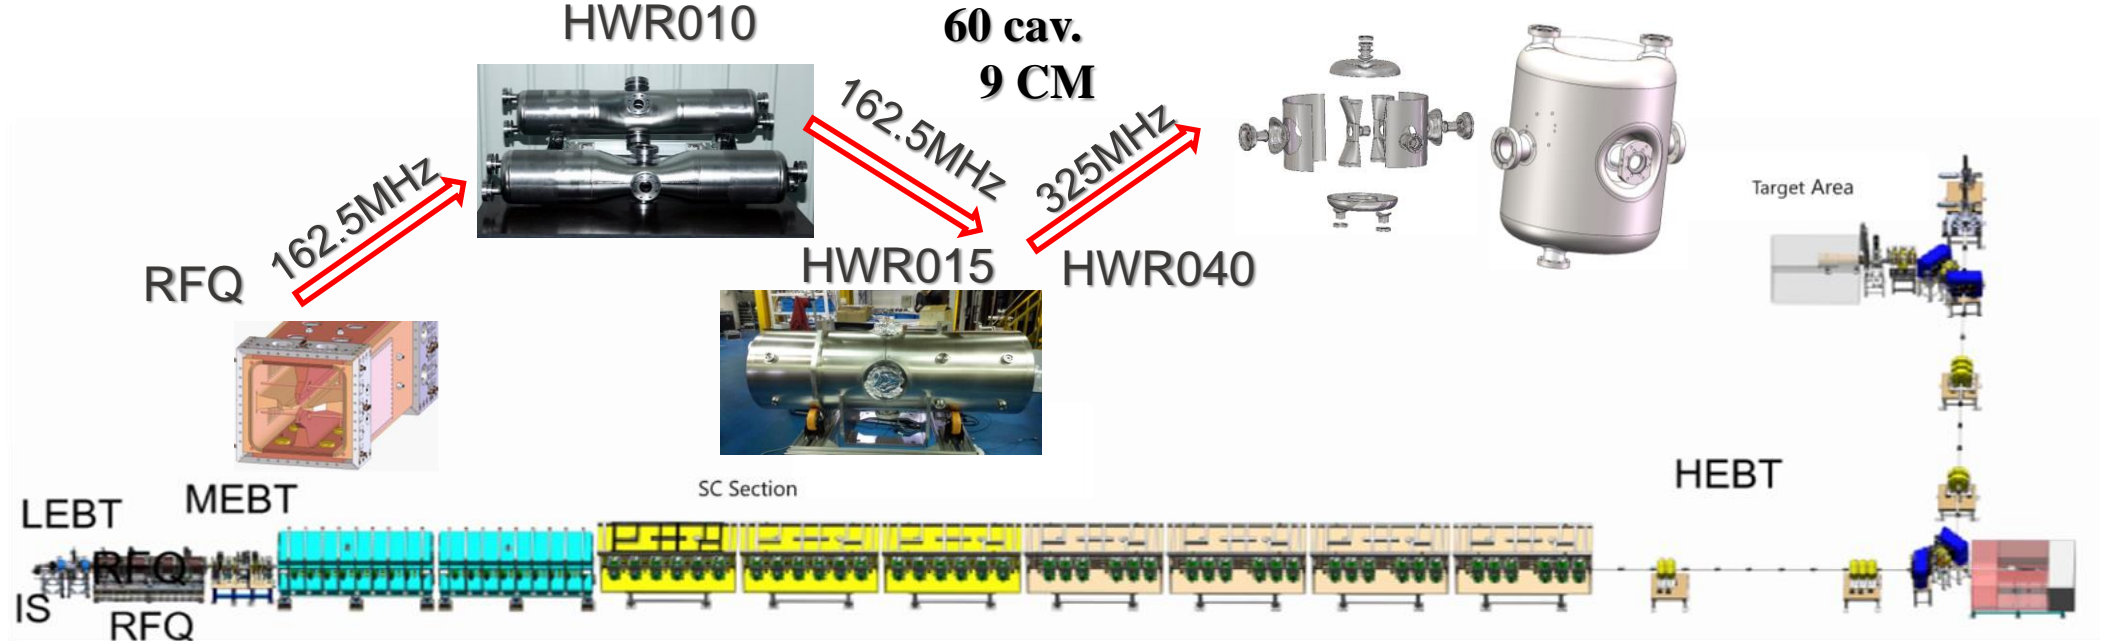 HWR010
60 cav.
9 CM
162.5MHz
162.5MHz
325MHz
RFQ
HWR015
HWR040
Target Area
SC Section
HEBT
LEBT
MEBT
RFQ
IS
RFQ